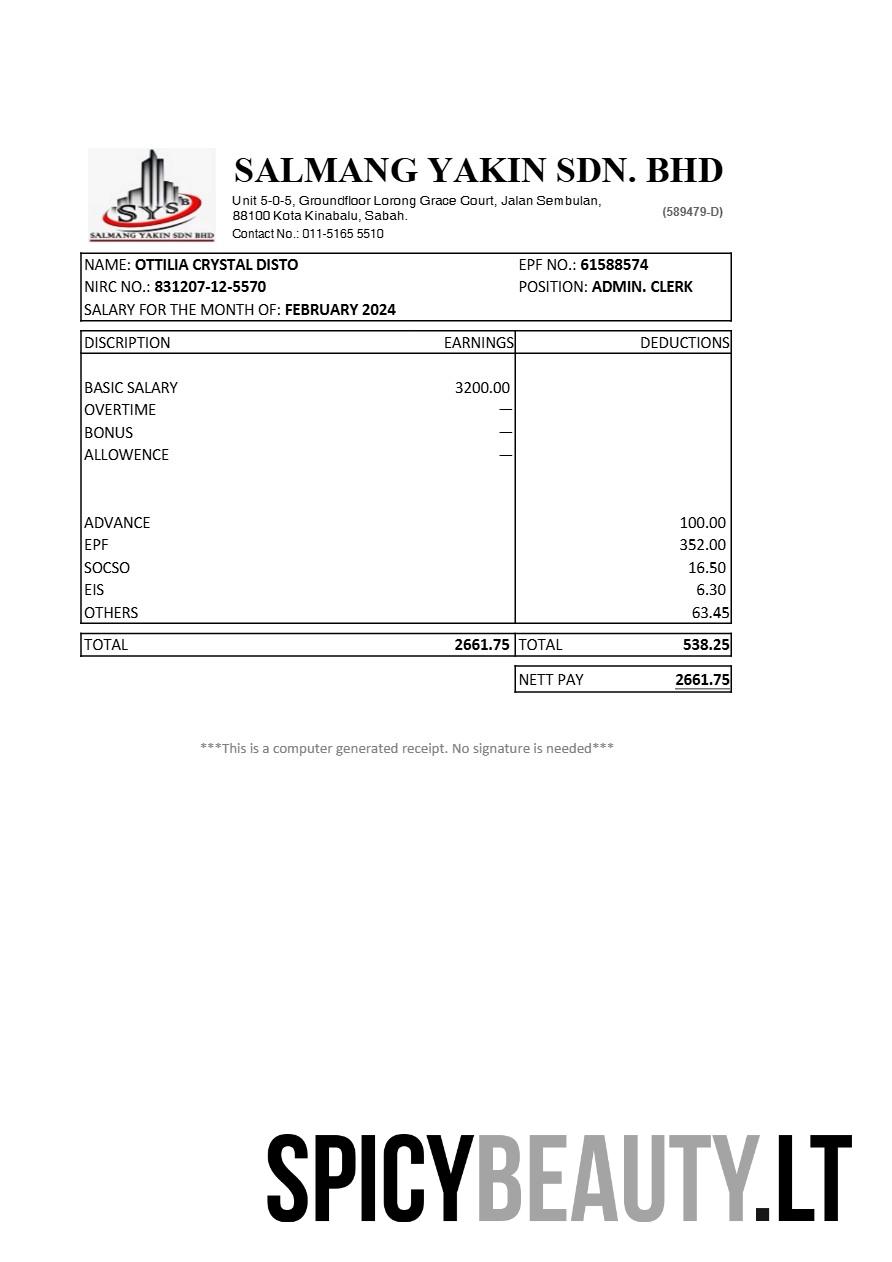 SYSB
SALMANG YAKIN SDN BHD
SALMANG YAKIN SDN. BHD
Unit 5-0-5, Groundfloor Lorong Grace Court, Jalan Sembulan,
88100 Kota Kinabalu, Sabah.
(589479-D)
Contact No.: 011-5165 5510
NAME: OTTILIA CRYSTAL DISTO EPF NO.: 61588574
NIRC NO.: 831207-12-5570 POSITION: ADMIN. CLERK
SALARY FOR THE MONTH OF: FEBRUARY 2024
DISCRIPTION EARNINGS DEDUCTIONS
BASIC SALARY 3200.00
OVERTIME —
BONUS —
ALLOWENCE —
ADVANCE 100.00
EPF 352.00
SOCSO 16.50
EIS 6.30
OTHERS 63.45
TOTAL 2661.75 TOTAL 538.25
NETT PAY 2661.75
***This is a computer generated receipt. No signature is needed***
SPICYBEAUTY.LT